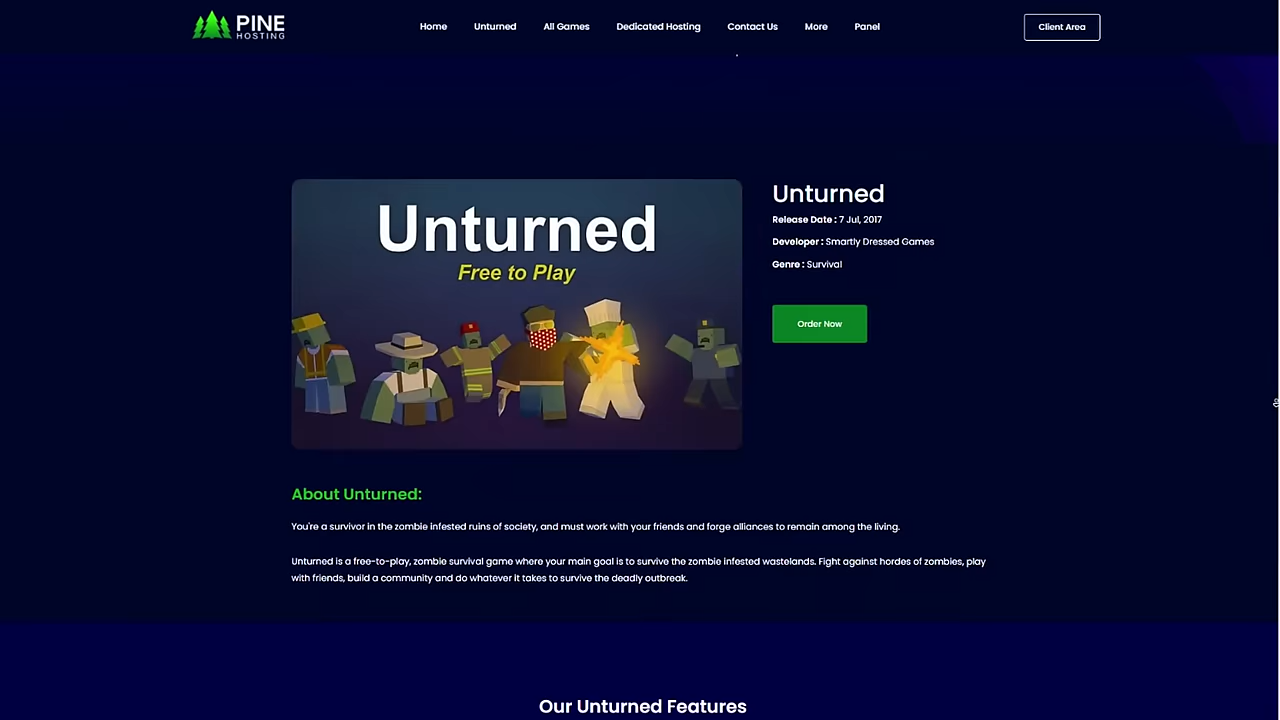 PINE
HOSTING
Home
Unturned
All Games
Dedicated Hosting
Contact Us
More
Panel
Client Area
Unturned
Free to Play
Unturned
Release Date : 7 Jul, 2017
Developer : Smartly Dressed Games
Genre : Survival
Order Now
About Unturned:
You're a survivor in the zombie infested ruins of society, and must work with your friends and forge alliances to remain among the living.
Unturned is a free-to-play, zombie survival game where your main goal is to survive the zombie infested wastelands. Fight against hordes of zombies, play
with friends, build a community and do whatever it takes to survive the deadly outbreak.
Our Unturned Features